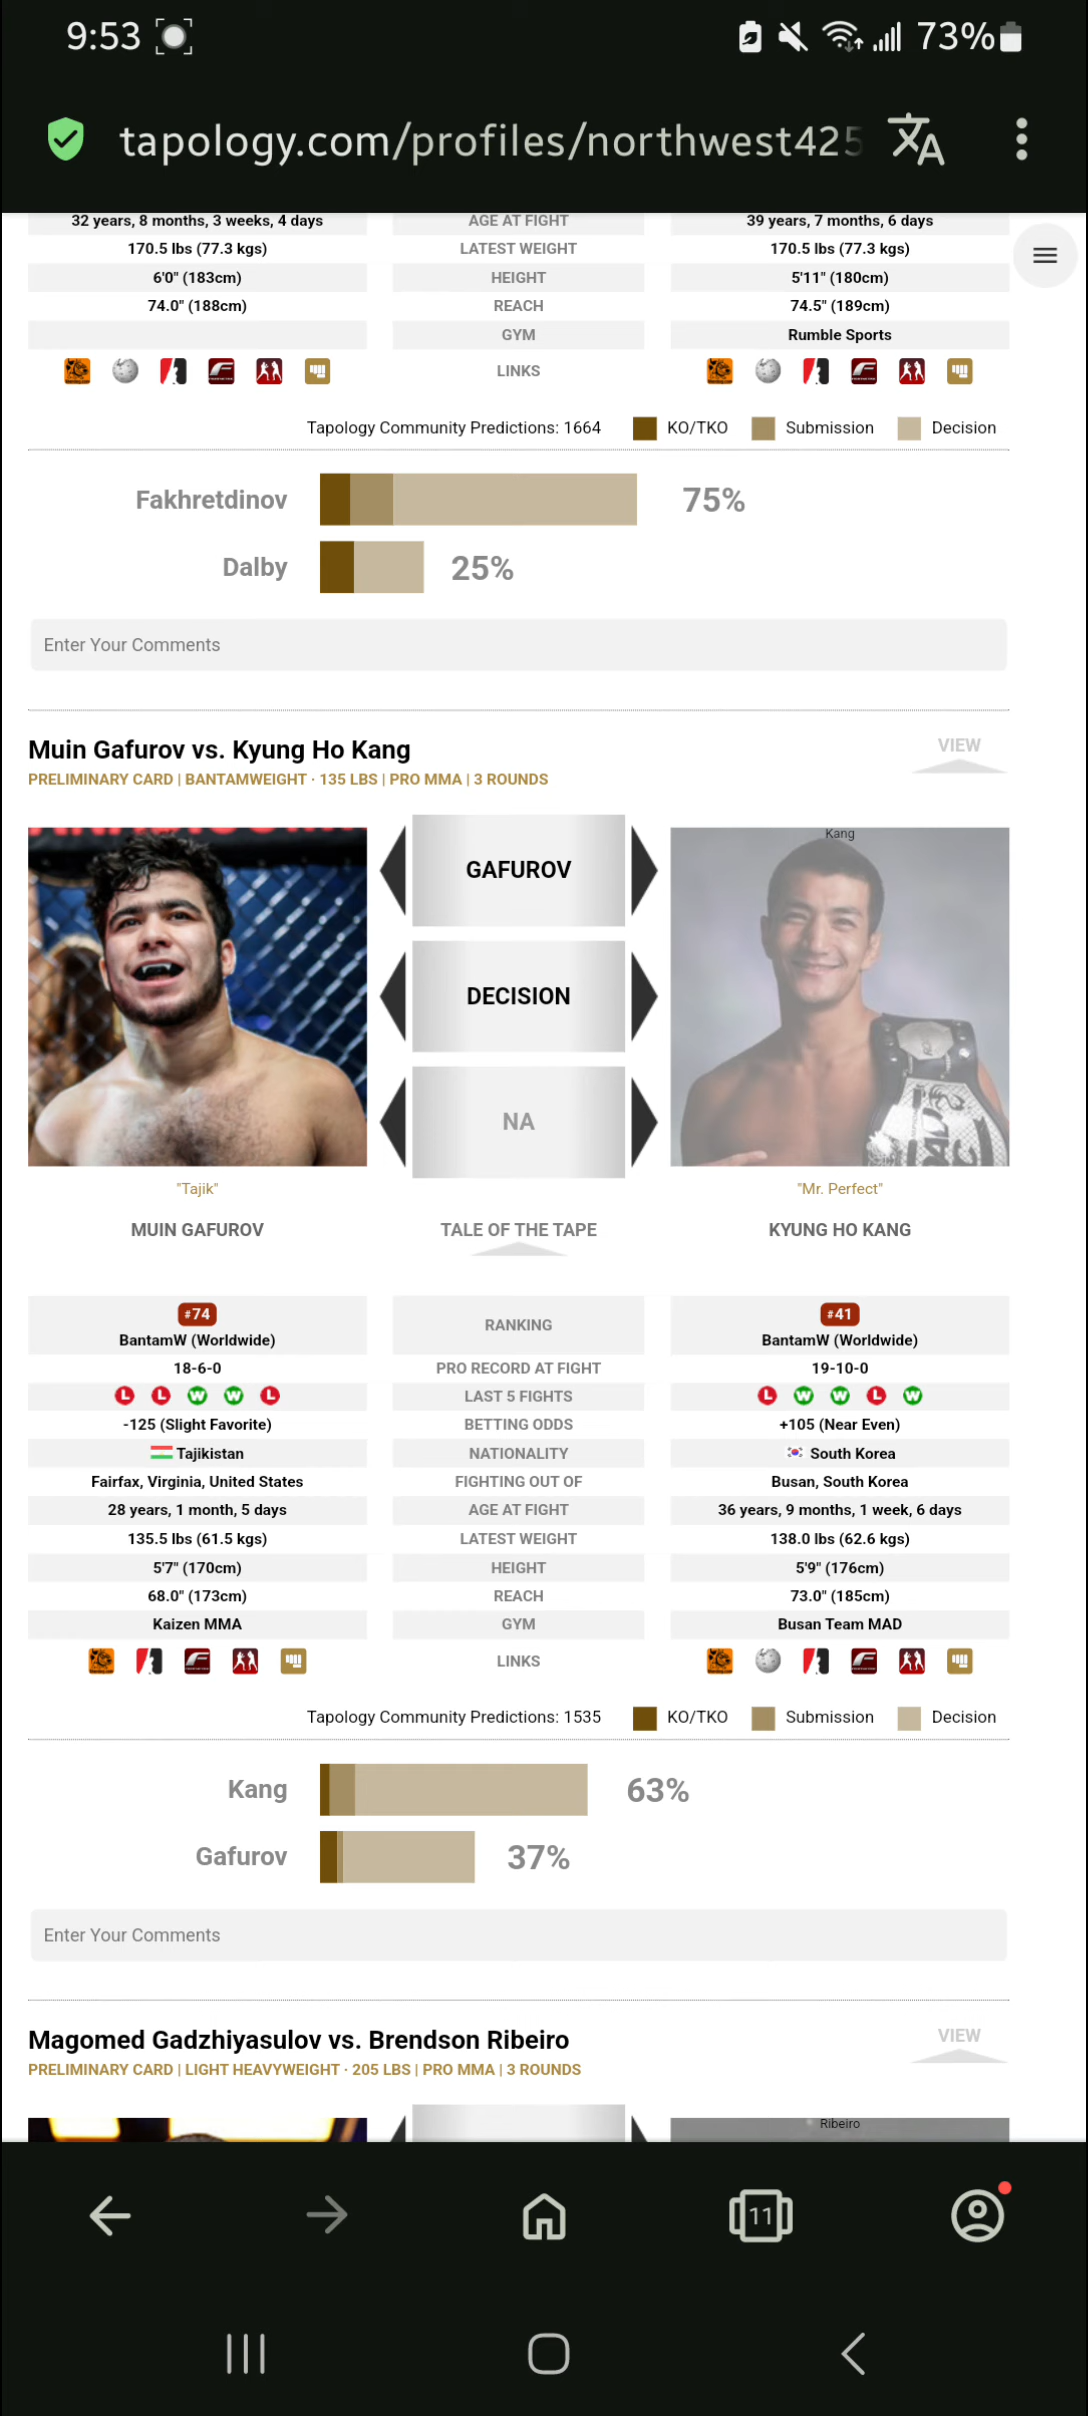 9:53
73%
tapology.com/profiles/northwest425
32 years, 8 months, 3 weeks, 4 days AGE AT FIGHT 39 years, 7 months, 6 days
170.5 lbs (77.3 kgs) LATEST WEIGHT 170.5 lbs (77.3 kgs)
6'0" (183cm) HEIGHT 5'11" (180cm)
74.0" (188cm) REACH 74.5" (189cm)
GYM Rumble Sports
LINKS
Tapology Community Predictions: 1664 KO/TKO Submission Decision
Fakhretdinov 75%
Dalby 25%
Enter Your Comments
Muin Gafurov vs. Kyung Ho Kang VIEW
PRELIMINARY CARD | BANTAMWEIGHT · 135 LBS | PRO MMA | 3 ROUNDS
Kang
GAFUROV
DECISION
NA
"Tajik" "Mr. Perfect"
MUIN GAFUROV TALE OF THE TAPE KYUNG HO KANG
#74 RANKING #41
BantamW (Worldwide) BantamW (Worldwide)
18-6-0 PRO RECORD AT FIGHT 19-10-0
L L W W L LAST 5 FIGHTS L W W L W
-125 (Slight Favorite) BETTING ODDS +105 (Near Even)
Tajikistan NATIONALITY South Korea
Fairfax, Virginia, United States FIGHTING OUT OF Busan, South Korea
28 years, 1 month, 5 days AGE AT FIGHT 36 years, 9 months, 1 week, 6 days
135.5 lbs (61.5 kgs) LATEST WEIGHT 138.0 lbs (62.6 kgs)
5'7" (170cm) HEIGHT 5'9" (176cm)
68.0" (173cm) REACH 73.0" (185cm)
Kaizen MMA GYM Busan Team MAD
LINKS
Tapology Community Predictions: 1535 KO/TKO Submission Decision
Kang 63%
Gafurov 37%
Enter Your Comments
Magomed Gadzhiyasulov vs. Brendson Ribeiro VIEW
PRELIMINARY CARD | LIGHT HEAVYWEIGHT · 205 LBS | PRO MMA | 3 ROUNDS
Ribeiro
11